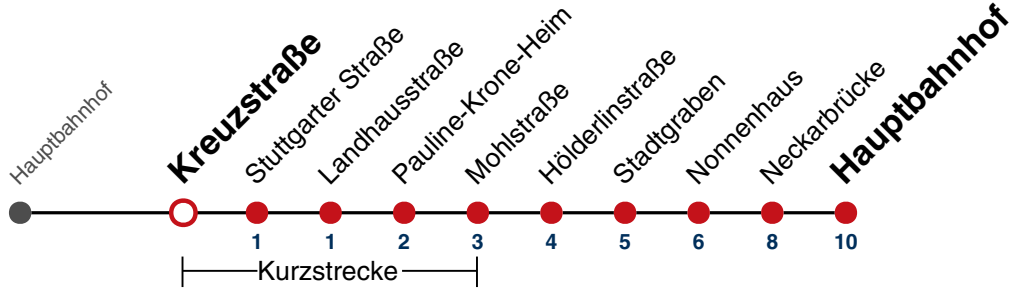 Hauptbahnhof
Kreuzstraße
Stuttgarter Straße
Landhausstraße
Pauline-Krone-Heim
Mohlstraße
Hölderlinstraße
Stadtgraben
Nonnenhaus
Neckarbrücke
Hauptbahnhof
1 1 2 3 4 5 6 8 10
Kurzstrecke